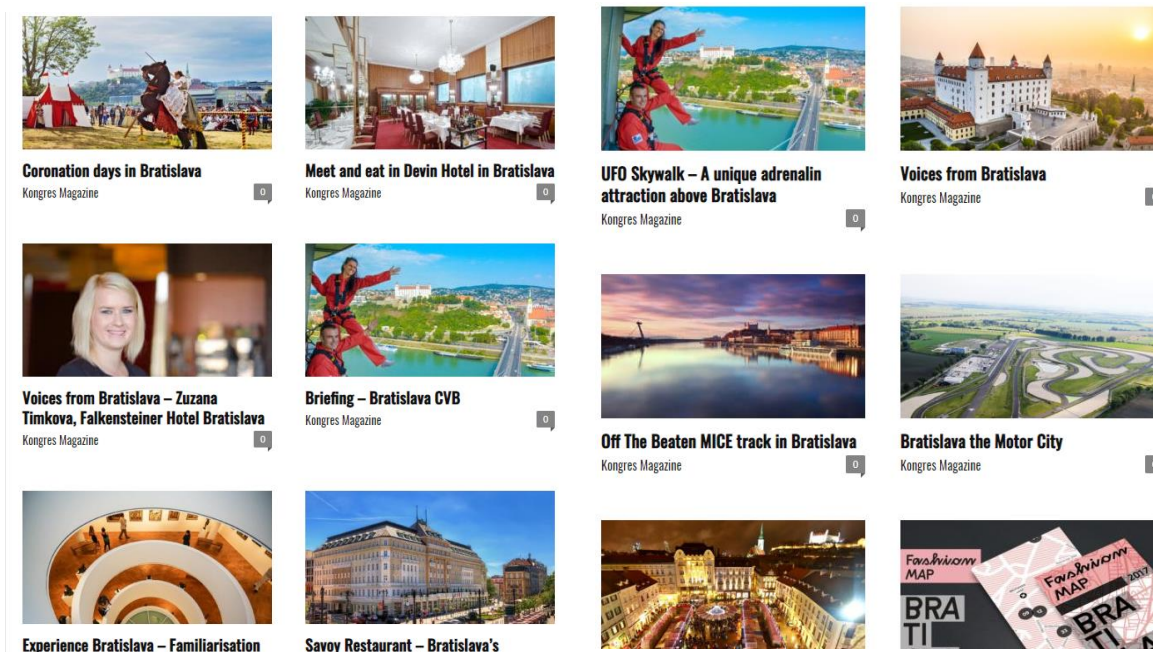 Coronation days in Bratislava
Kongres Magazine
0
Meet and eat in Devin Hotel in Bratislava
Kongres Magazine
0
UFO Skywalk – A unique adrenalin
attraction above Bratislava
Kongres Magazine
0
Voices from Bratislava
Kongres Magazine
Voices from Bratislava – Zuzana
Timkova, Falkensteiner Hotel Bratislava
Kongres Magazine
0
Briefing – Bratislava CVB
Kongres Magazine
0
Off The Beaten MICE track in Bratislava
Kongres Magazine
0
Bratislava the Motor City
Kongres Magazine
Experience Bratislava – Familiarisation
Savoy Restaurant – Bratislava’s
Fashion
MAP
BRA
TI
Fashion
MAP
2017
BRA
TI